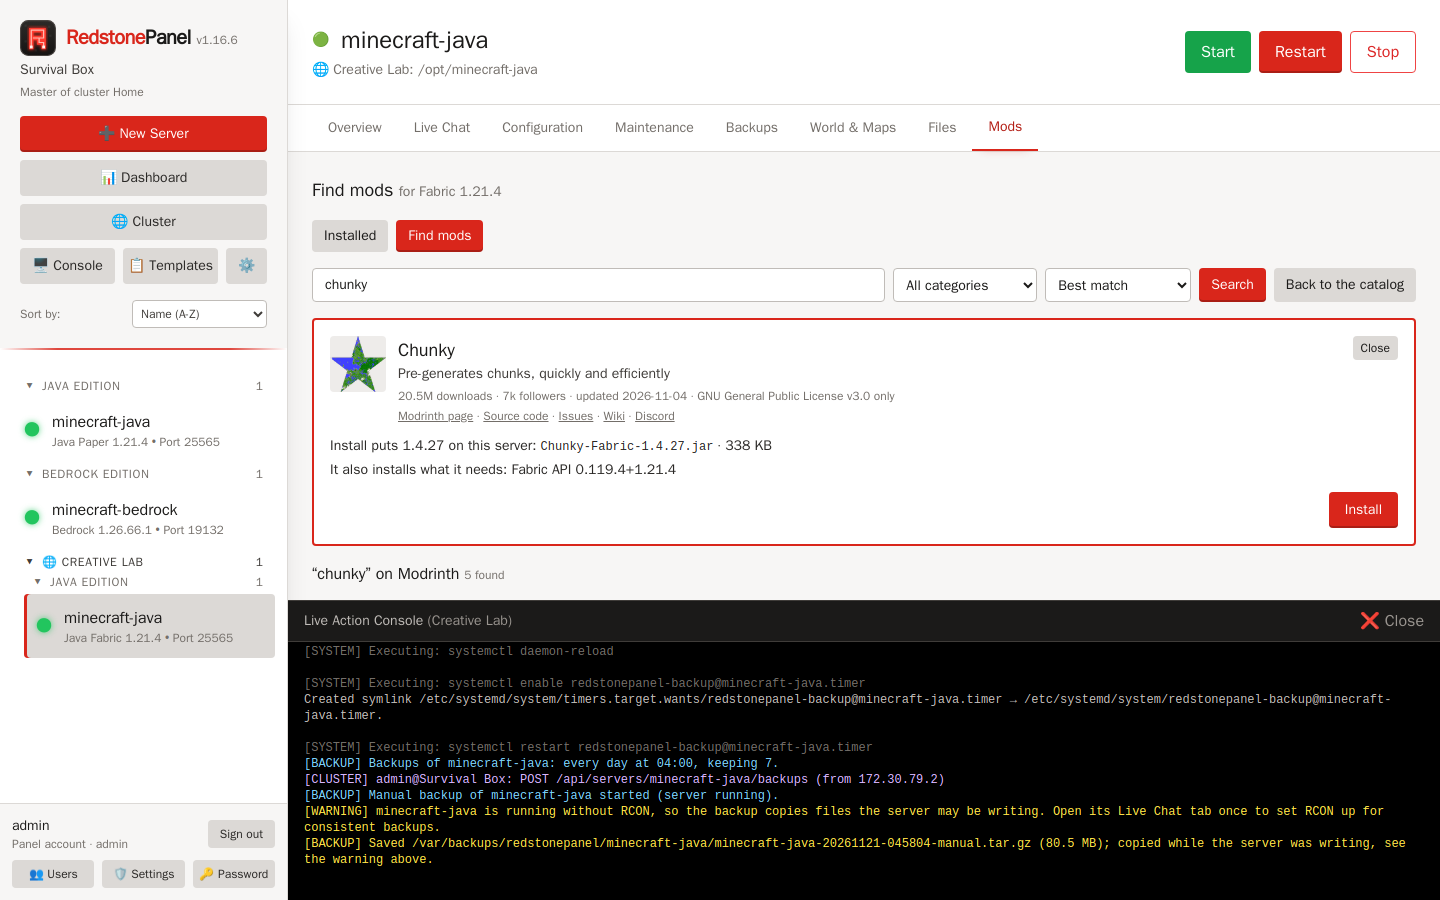 RedstonePanel v1.16.6
Survival Box
Master of cluster Home
➕ New Server
📊 Dashboard
🌐 Cluster
🖥️ Console
📋 Templates
⚙️
Sort by:
Name (A-Z)
▼ JAVA EDITION 1
minecraft-java
Java Paper 1.21.4 • Port 25565
▼ BEDROCK EDITION 1
minecraft-bedrock
Bedrock 1.26.66.1 • Port 19132
▼ 🌐 CREATIVE LAB 1
▼ JAVA EDITION 1
minecraft-java
Java Fabric 1.21.4 • Port 25565
admin
Panel account · admin
Sign out
👥 Users
🛡️ Settings
🔑 Password
🟢 minecraft-java
🌐 Creative Lab: /opt/minecraft-java
Start
Restart
Stop
Overview
Live Chat
Configuration
Maintenance
Backups
World & Maps
Files
Mods
Find mods for Fabric 1.21.4
Installed
Find mods
chunky
All categories
Best match
Search
Back to the catalog
Chunky
Close
Pre-generates chunks, quickly and efficiently
20.5M downloads · 7k followers · updated 2026-11-04 · GNU General Public License v3.0 only
Modrinth page · Source code · Issues · Wiki · Discord
Install puts 1.4.27 on this server: Chunky-Fabric-1.4.27.jar · 338 KB
It also installs what it needs: Fabric API 0.119.4+1.21.4
Install
“chunky” on Modrinth 5 found
Live Action Console (Creative Lab)
❌ Close
[SYSTEM] Executing: systemctl daemon-reload
[SYSTEM] Executing: systemctl enable redstonepanel-backup@minecraft-java.timer
Created symlink /etc/systemd/system/timers.target.wants/redstonepanel-backup@minecraft-java.timer → /etc/systemd/system/redstonepanel-backup@minecraft-
java.timer.
[SYSTEM] Executing: systemctl restart redstonepanel-backup@minecraft-java.timer
[BACKUP] Backups of minecraft-java: every day at 04:00, keeping 7.
[CLUSTER] admin@Survival Box: POST /api/servers/minecraft-java/backups (from 172.30.79.2)
[BACKUP] Manual backup of minecraft-java started (server running).
[WARNING] minecraft-java is running without RCON, so the backup copies files the server may be writing. Open its Live Chat tab once to set RCON up for
consistent backups.
[BACKUP] Saved /var/backups/redstonepanel/minecraft-java/minecraft-java-20261121-045804-manual.tar.gz (80.5 MB); copied while the server was writing, see
the warning above.